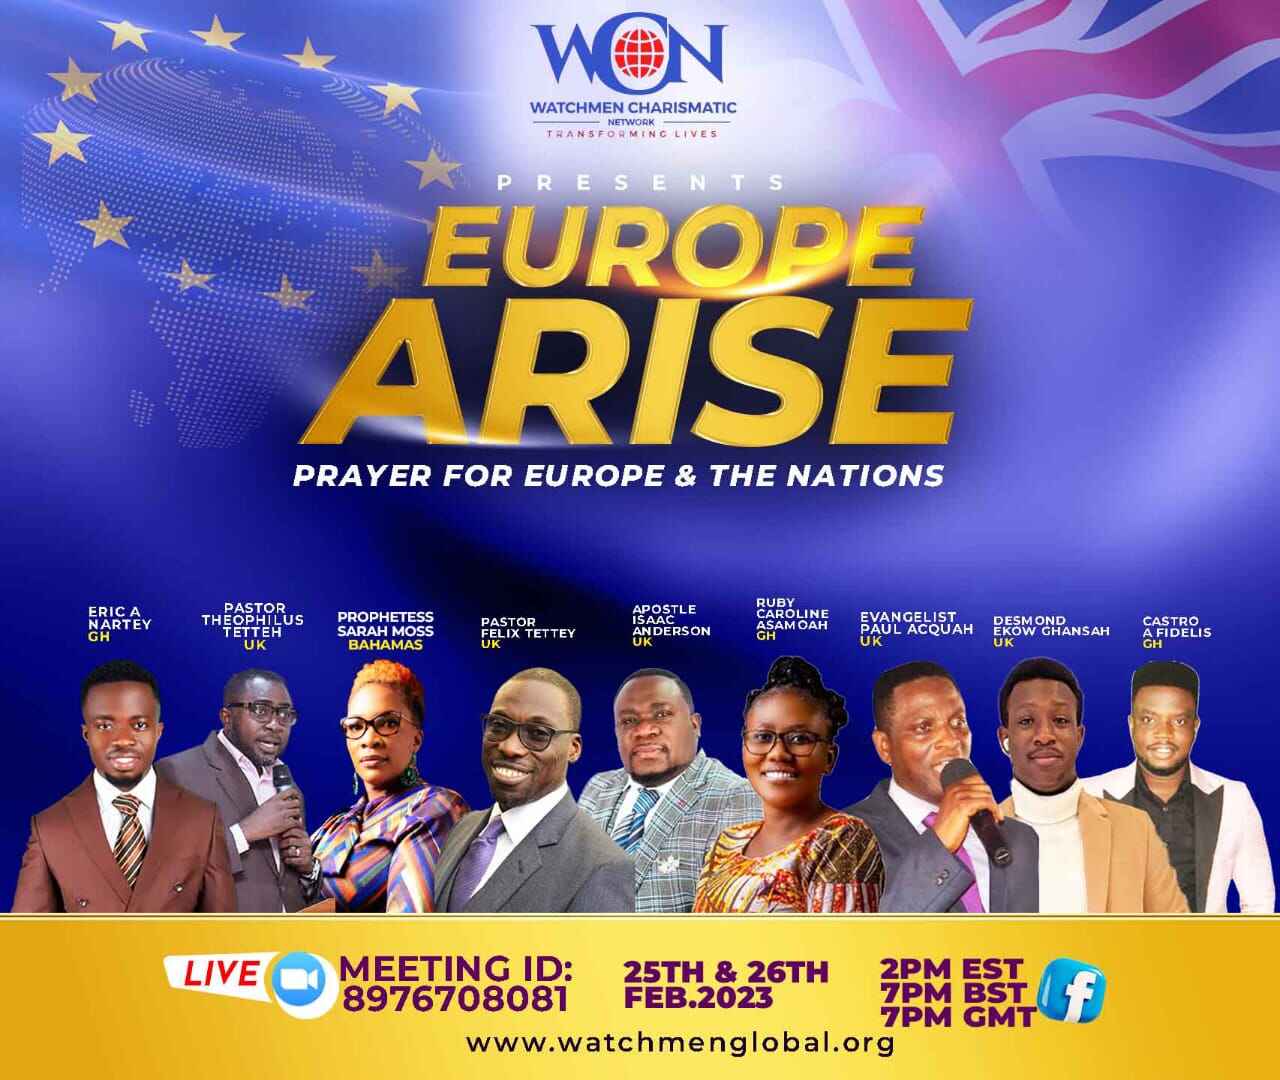 WCN
WATCHMEN CHARISMATIC
NETWORK
TRANSFORMING LIVES
PRESENTS
EUROPE
ARISE
PRAYER FOR EUROPE & THE NATIONS
ERIC A
NARTEY
GH
PASTOR
THEOPHILUS
TETTEH
UK
PROPHETESS
SARAH MOSS
BAHAMAS
PASTOR
FELIX TETTEY
UK
APOSTLE
ISAAC
ANDERSON
UK
RUBY
CAROLINE
ASAMOAH
GH
EVANGELIST
PAUL ACQUAH
UK
DESMOND
EKOW GHANSAH
UK
CASTRO
A FIDELIS
GH
LIVE
MEETING ID:
8976708081
25TH & 26TH
FEB.2023
2PM EST
7PM BST
7PM GMT
f
www.watchmenglobal.org